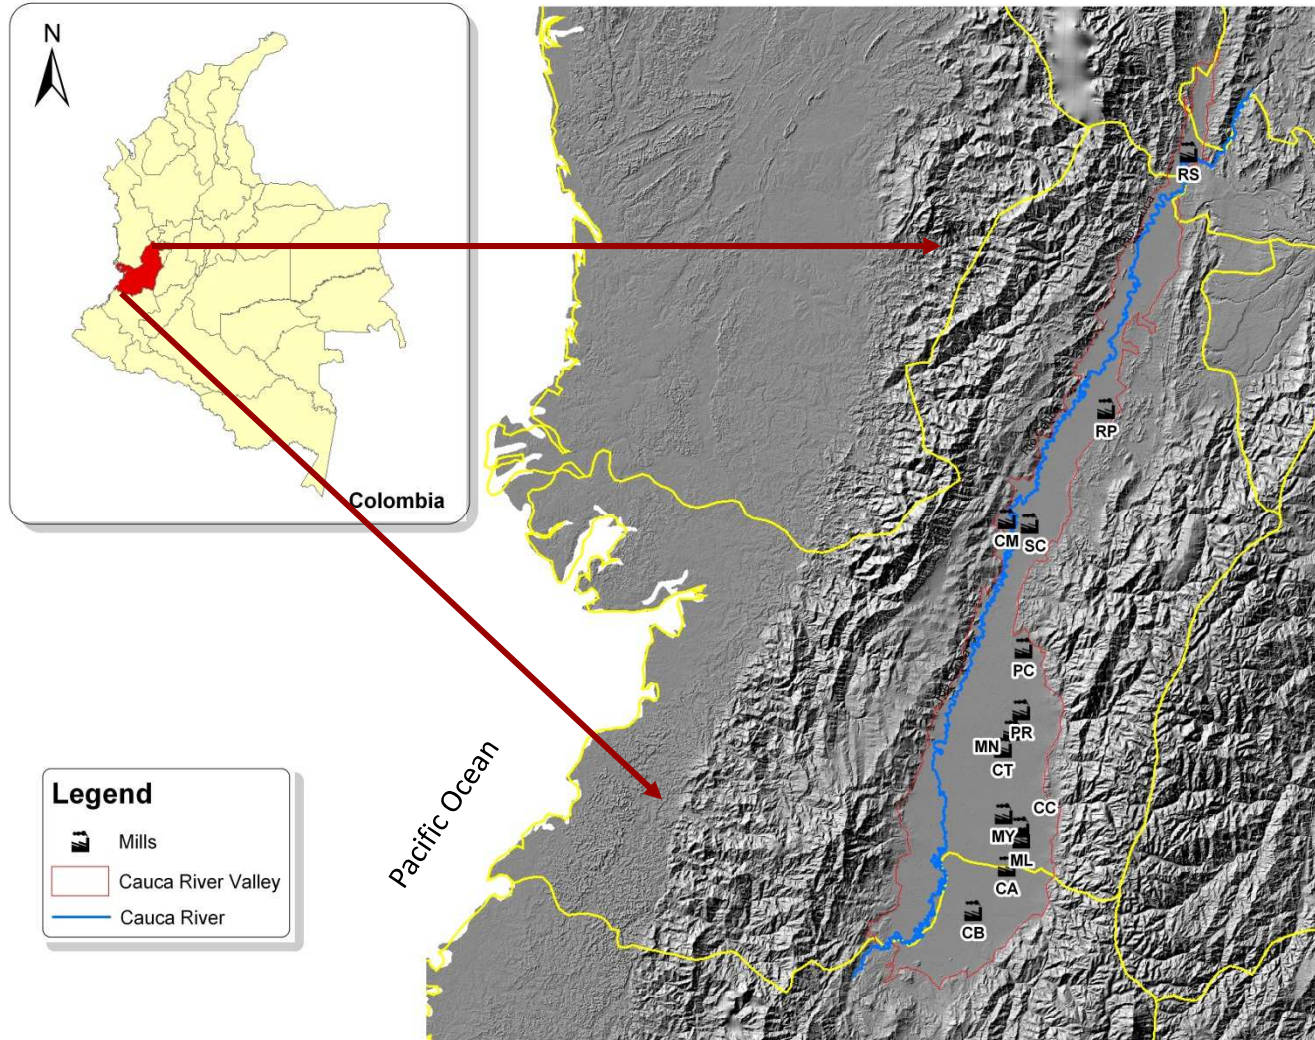 N
Colombia
RS
RP
CM
SC
PC
PR
MN
CT
CC
MY
ML
CA
CB
Pacific Ocean
Legend
Mills
Cauca River Valley
Cauca River